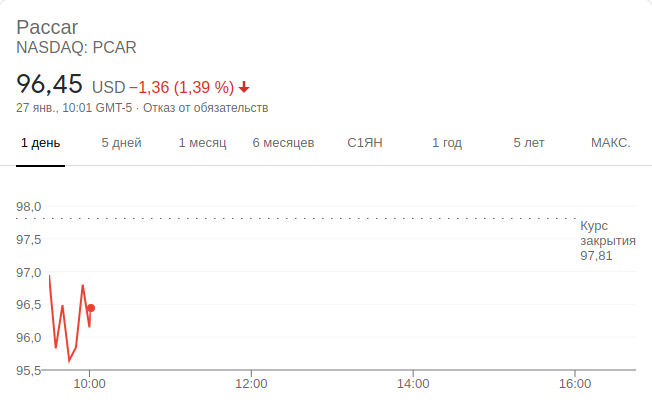 Paccar
NASDAQ: PCAR
96,45 USD −1,36 (1,39 %)
27 янв., 10:01 GMT-5 · Отказ от обязательств
1 день 5 дней 1 месяц 6 месяцев С1ЯН 1 год 5 лет МАКС.
98,0
97,5
97,0
96,5
96,0
95,5
Курс
закрытия
97,81
10:00 12:00 14:00 16:00